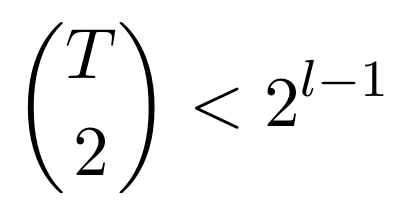 \binom{T}{2} < 2^{l-1}